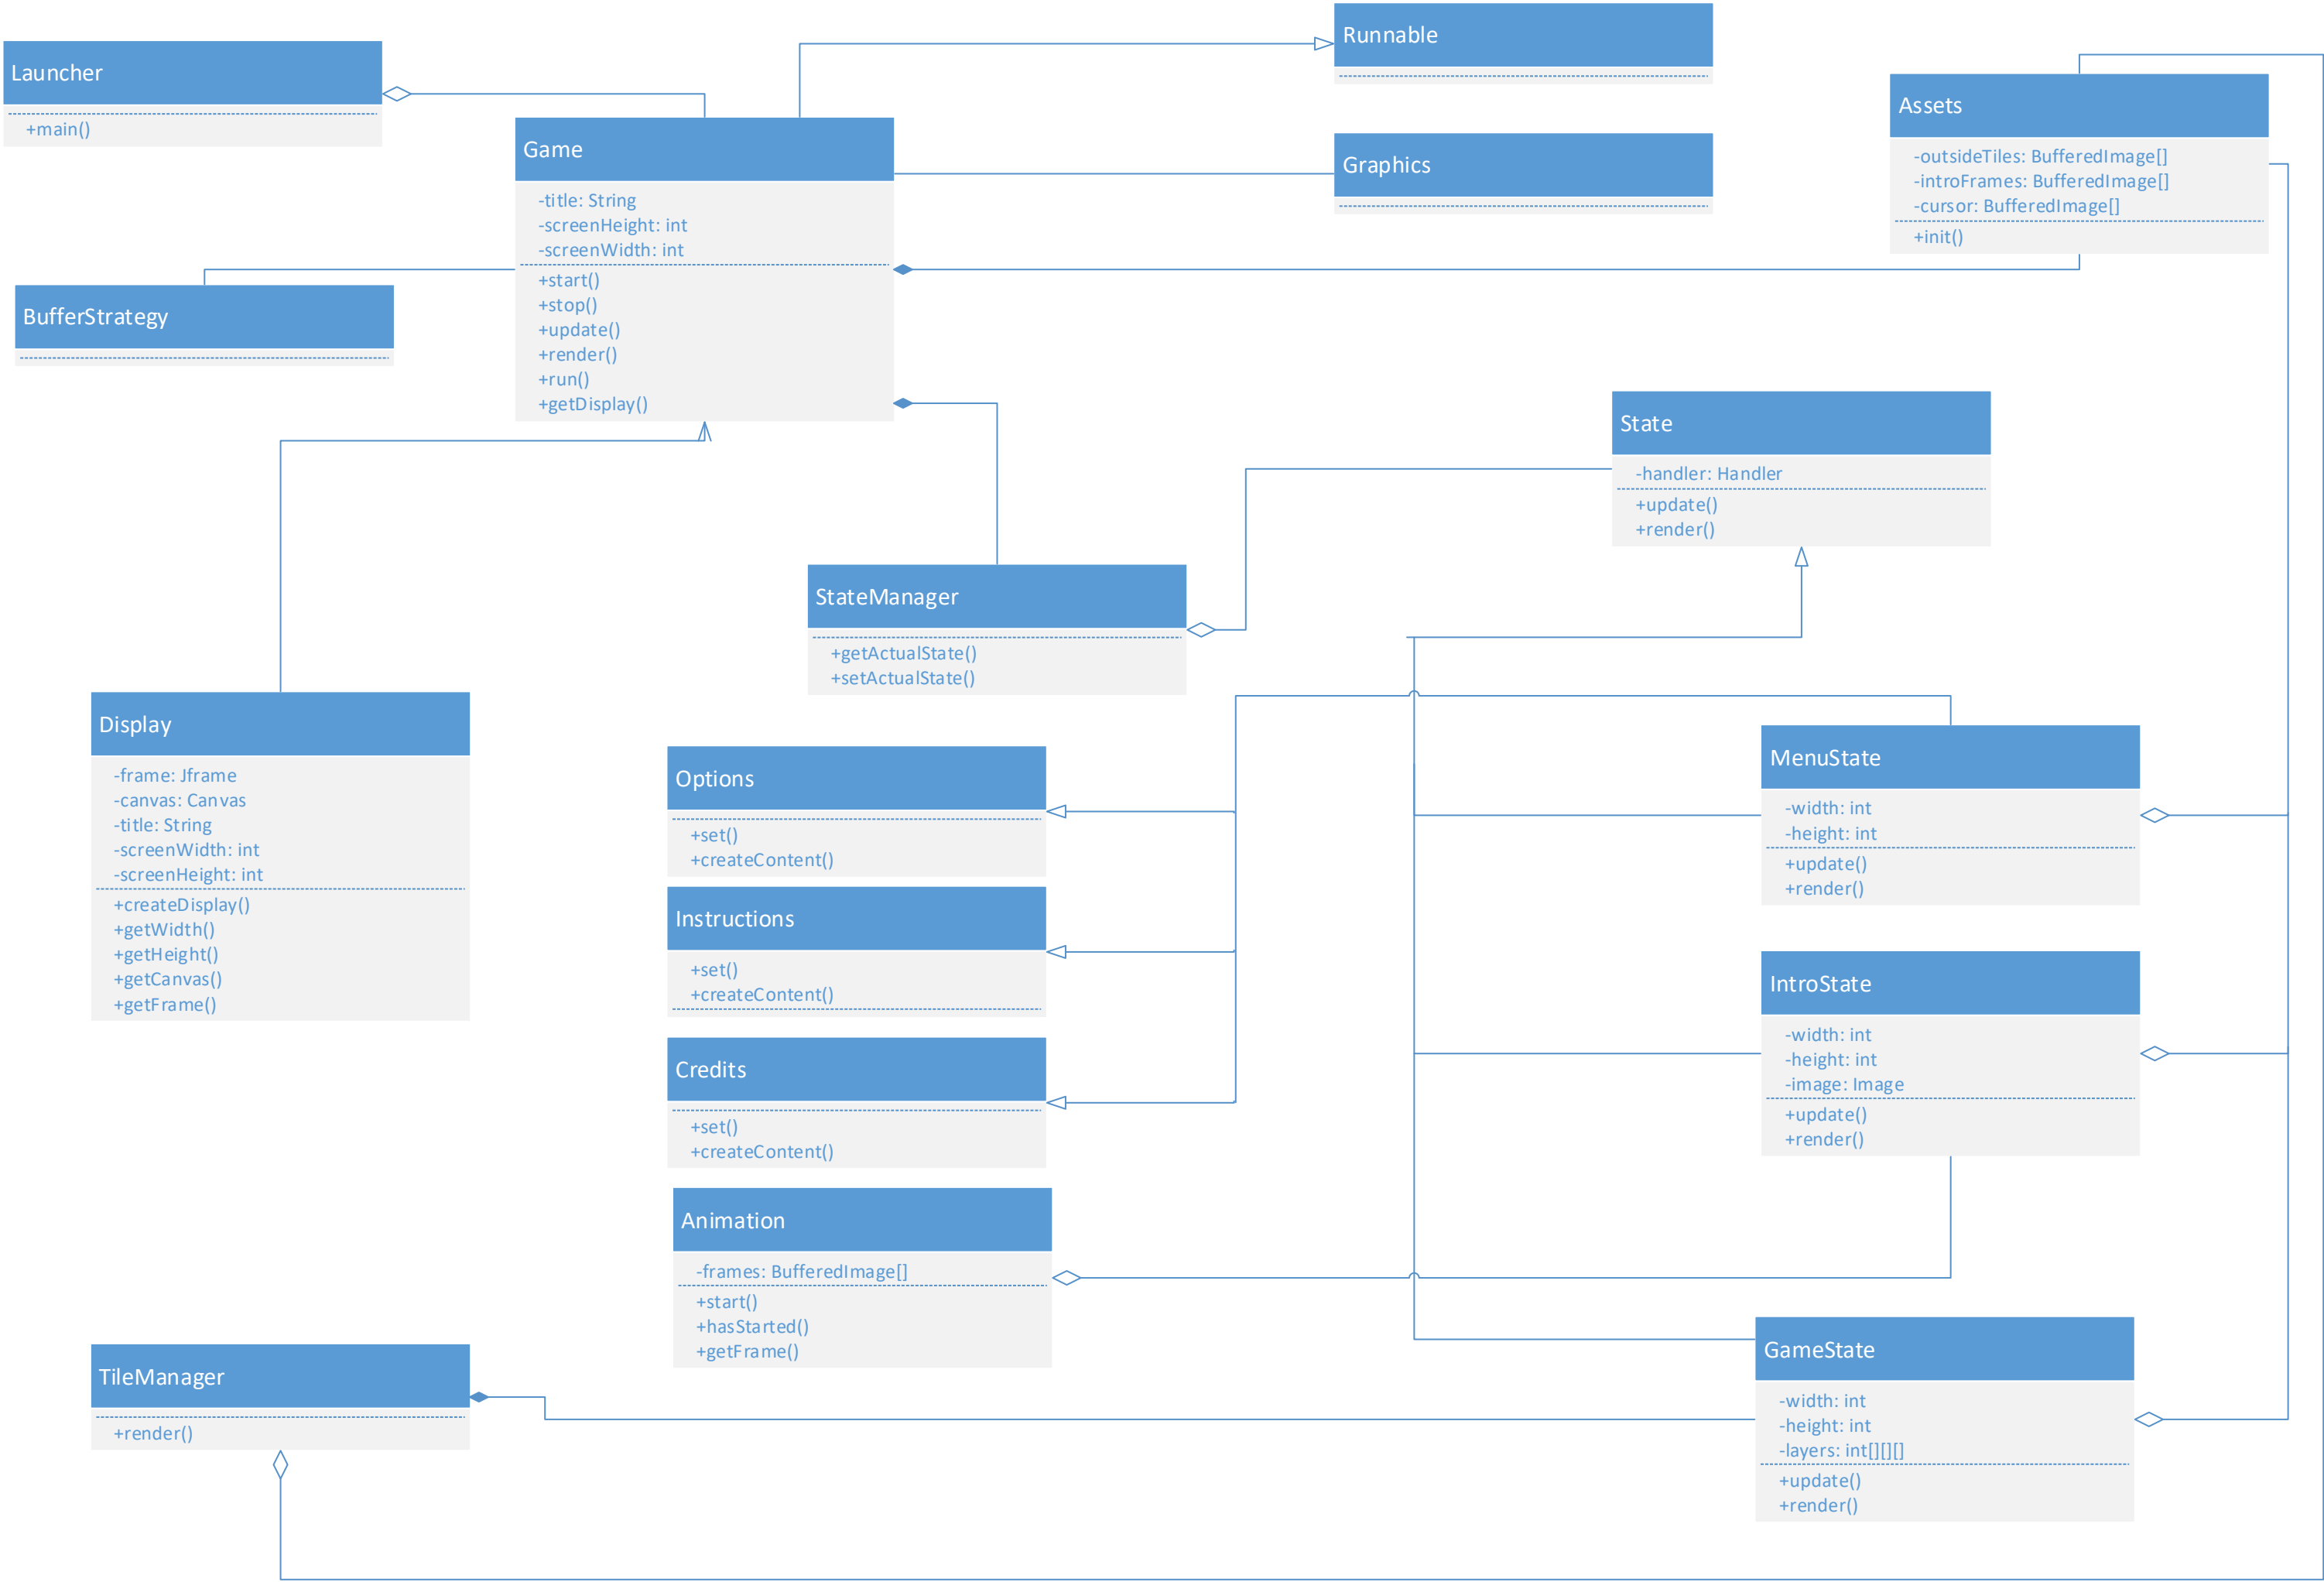 Launcher
+main()
Runnable
Graphics
Assets
-outsideTiles: BufferedImage[]
-introFrames: BufferedImage[]
-cursor: BufferedImage[]
+init()
Game
-title: String
-screenHeight: int
-screenWidth: int
+start()
+stop()
+update()
+render()
+run()
+getDisplay()
BufferStrategy
State
-handler: Handler
+update()
+render()
StateManager
+getActualState()
+setActualState()
Display
-frame: Jframe
-canvas: Canvas
-title: String
-screenWidth: int
-screenHeight: int
+createDisplay()
+getWidth()
+getHeight()
+getCanvas()
+getFrame()
Options
+set()
+createContent()
Instructions
+set()
+createContent()
Credits
+set()
+createContent()
MenuState
-width: int
-height: int
+update()
+render()
IntroState
-width: int
-height: int
-image: Image
+update()
+render()
Animation
-frames: BufferedImage[]
+start()
+hasStarted()
+getFrame()
TileManager
+render()
GameState
-width: int
-height: int
-layers: int[][][]
+update()
+render()